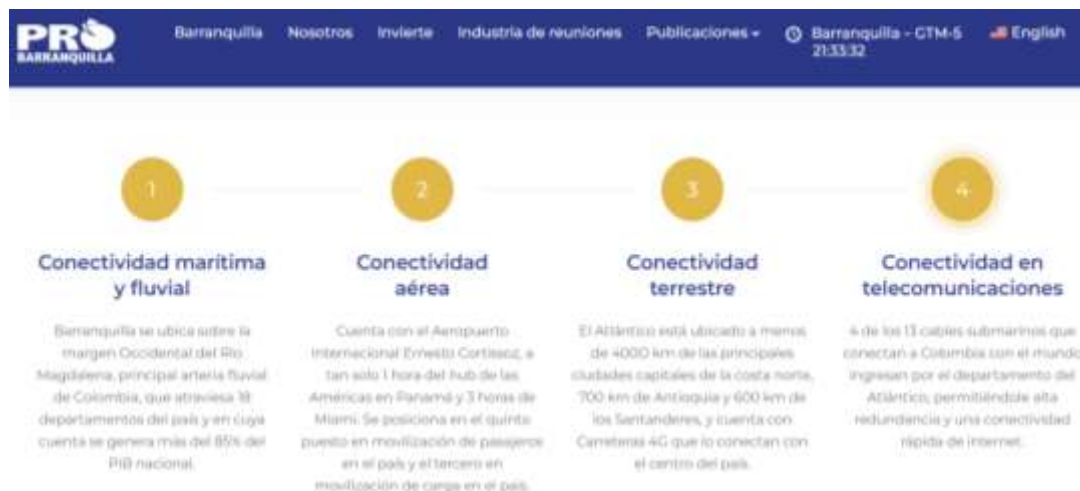 PRO
BARRANQUILLA
Barranquilla
Nosotros
Invierte
Industria de reuniones
Publicaciones
Barranquilla - GTM-5
21:33:32
English
1
2
3
4
Conectividad marítima
y fluvial
Barranquilla se ubica sobre la
margen Occidental del Río
Magdalena, principal arteria fluvial
de Colombia, que atraviesa 18
departamentos del país y en cuya
cuenta se genera más del 85% del
PIB nacional.
Conectividad
aérea
Cuenta con el Aeropuerto
Internacional Ernesto Cortissoz, a
tan solo 1 hora del hub de las
Américas en Panamá y 3 horas de
Miami. Se posiciona en el quinto
puesto en movilización de pasajeros
en el país y el tercero en
movilización de carga en el país.
Conectividad
terrestre
El Atlántico está ubicado a menos
de 4000 km de las principales
ciudades capitales de la costa norte,
700 km de Antioquia y 600 km de
los Santanderes, y cuenta con
Carreteras 4G que lo conectan con
el centro del país.
Conectividad en
telecomunicaciones
4 de los 13 cables submarinos que
conectan a Colombia con el mundo
ingresan por el departamento del
Atlántico, permitiéndole alta
redundancia y una conectividad
rápida de internet.